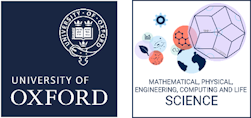 UNIVERSITY OF
OXFORD
MATHEMATICAL, PHYSICAL,
ENGINEERING, COMPUTING AND LIFE
SCIENCE